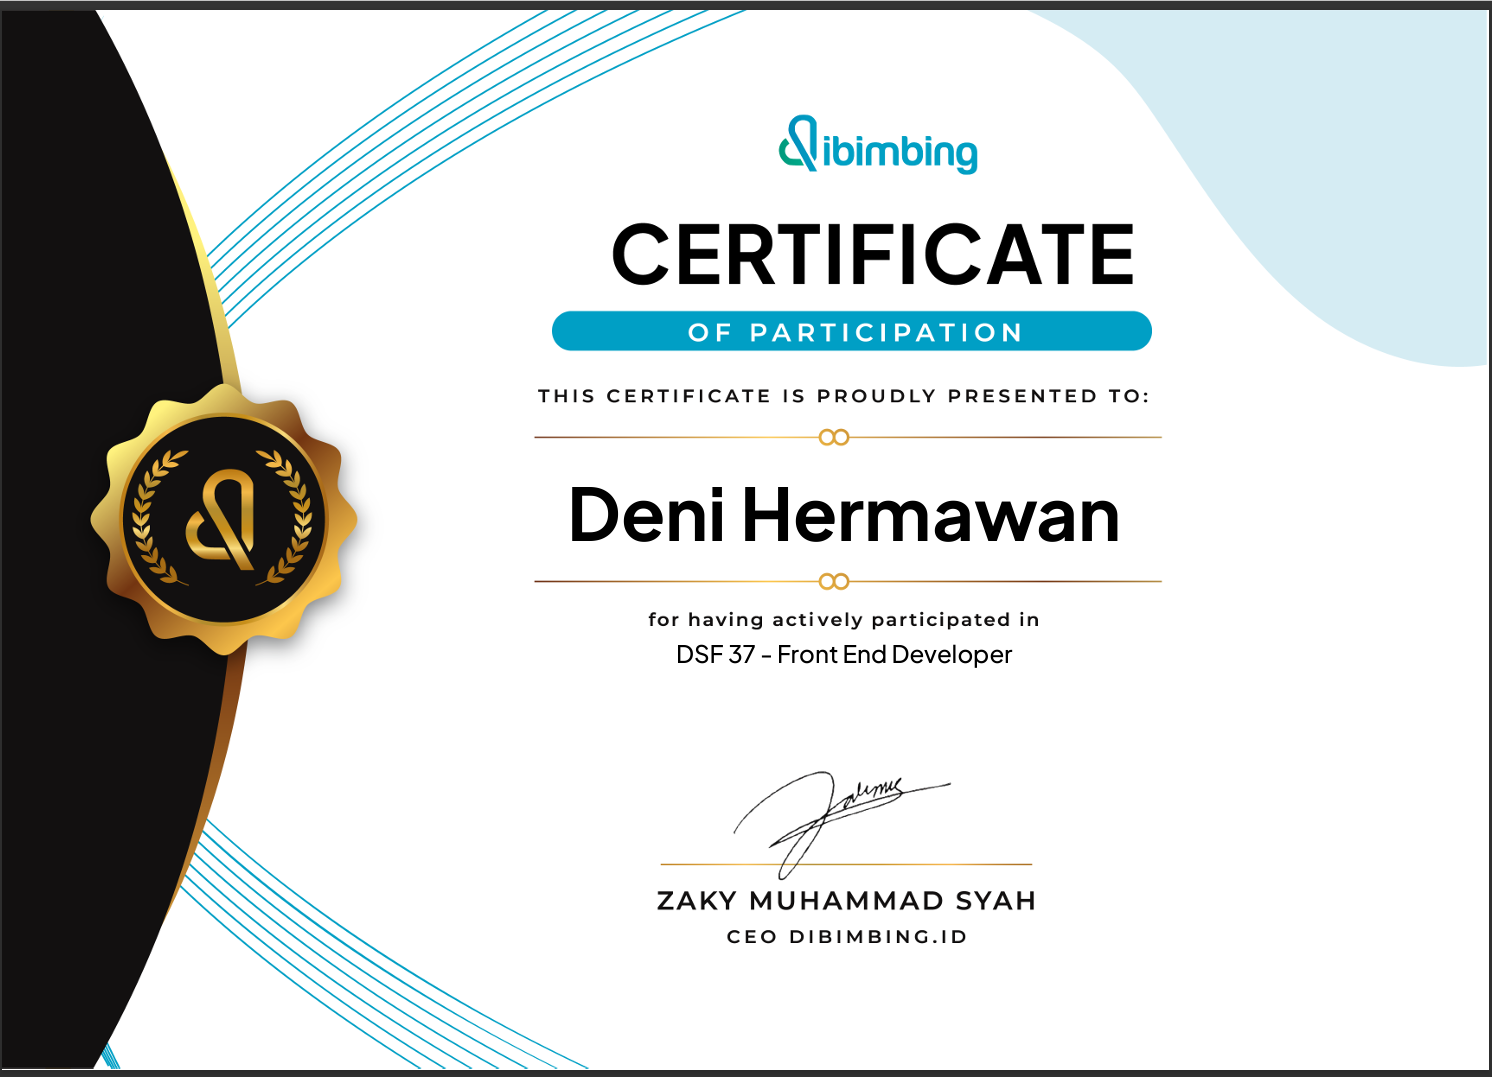 dibimbing
CERTIFICATE
OF PARTICIPATION
THIS CERTIFICATE IS PROUDLY PRESENTED TO:
Deni Hermawan
for having actively participated in
DSF 37 - Front End Developer
ZAKY MUHAMMAD SYAH
CEO DIBIMBING.ID